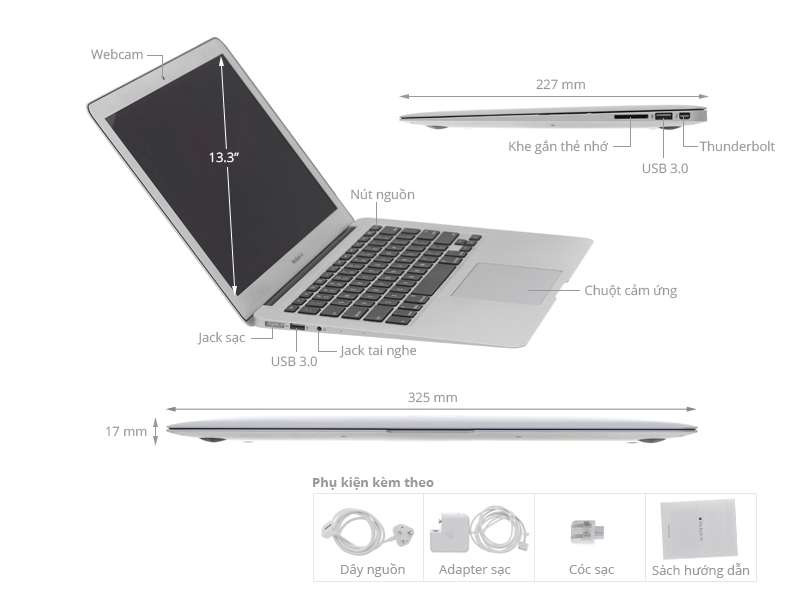 Webcam
13.3”
227 mm
Khe gắn thẻ nhớ
Thunderbolt
USB 3.0
Nút nguồn
Chuột cảm ứng
Jack sạc
USB 3.0
Jack tai nghe
325 mm
17 mm
Phụ kiện kèm theo
Dây nguồn
Adapter sạc
Cóc sạc
Sách hướng dẫn